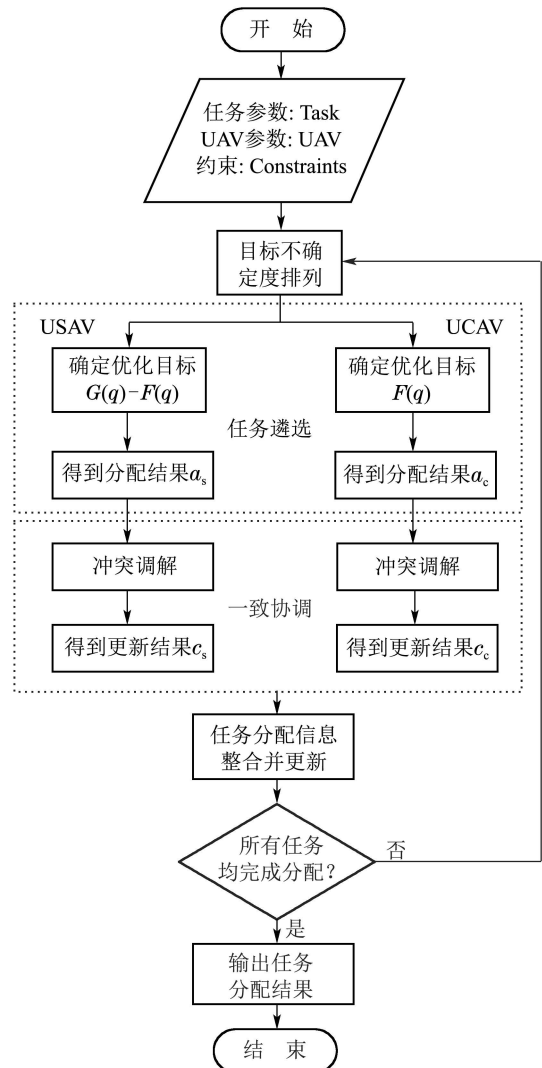 开 始
任务参数: Task
UAV参数: UAV
约束: Constraints
目标不确
定度排列
USAV
UCAV
确定优化目标
G(q)-F(q)
确定优化目标
F(q)
任务遴选
得到分配结果aₛ
得到分配结果a_c
冲突调解
冲突调解
一致协调
得到更新结果cₛ
得到更新结果c_c
任务分配信息
整合并更新
所有任务
均完成分配?
否
是
输出任务
分配结果
结 束